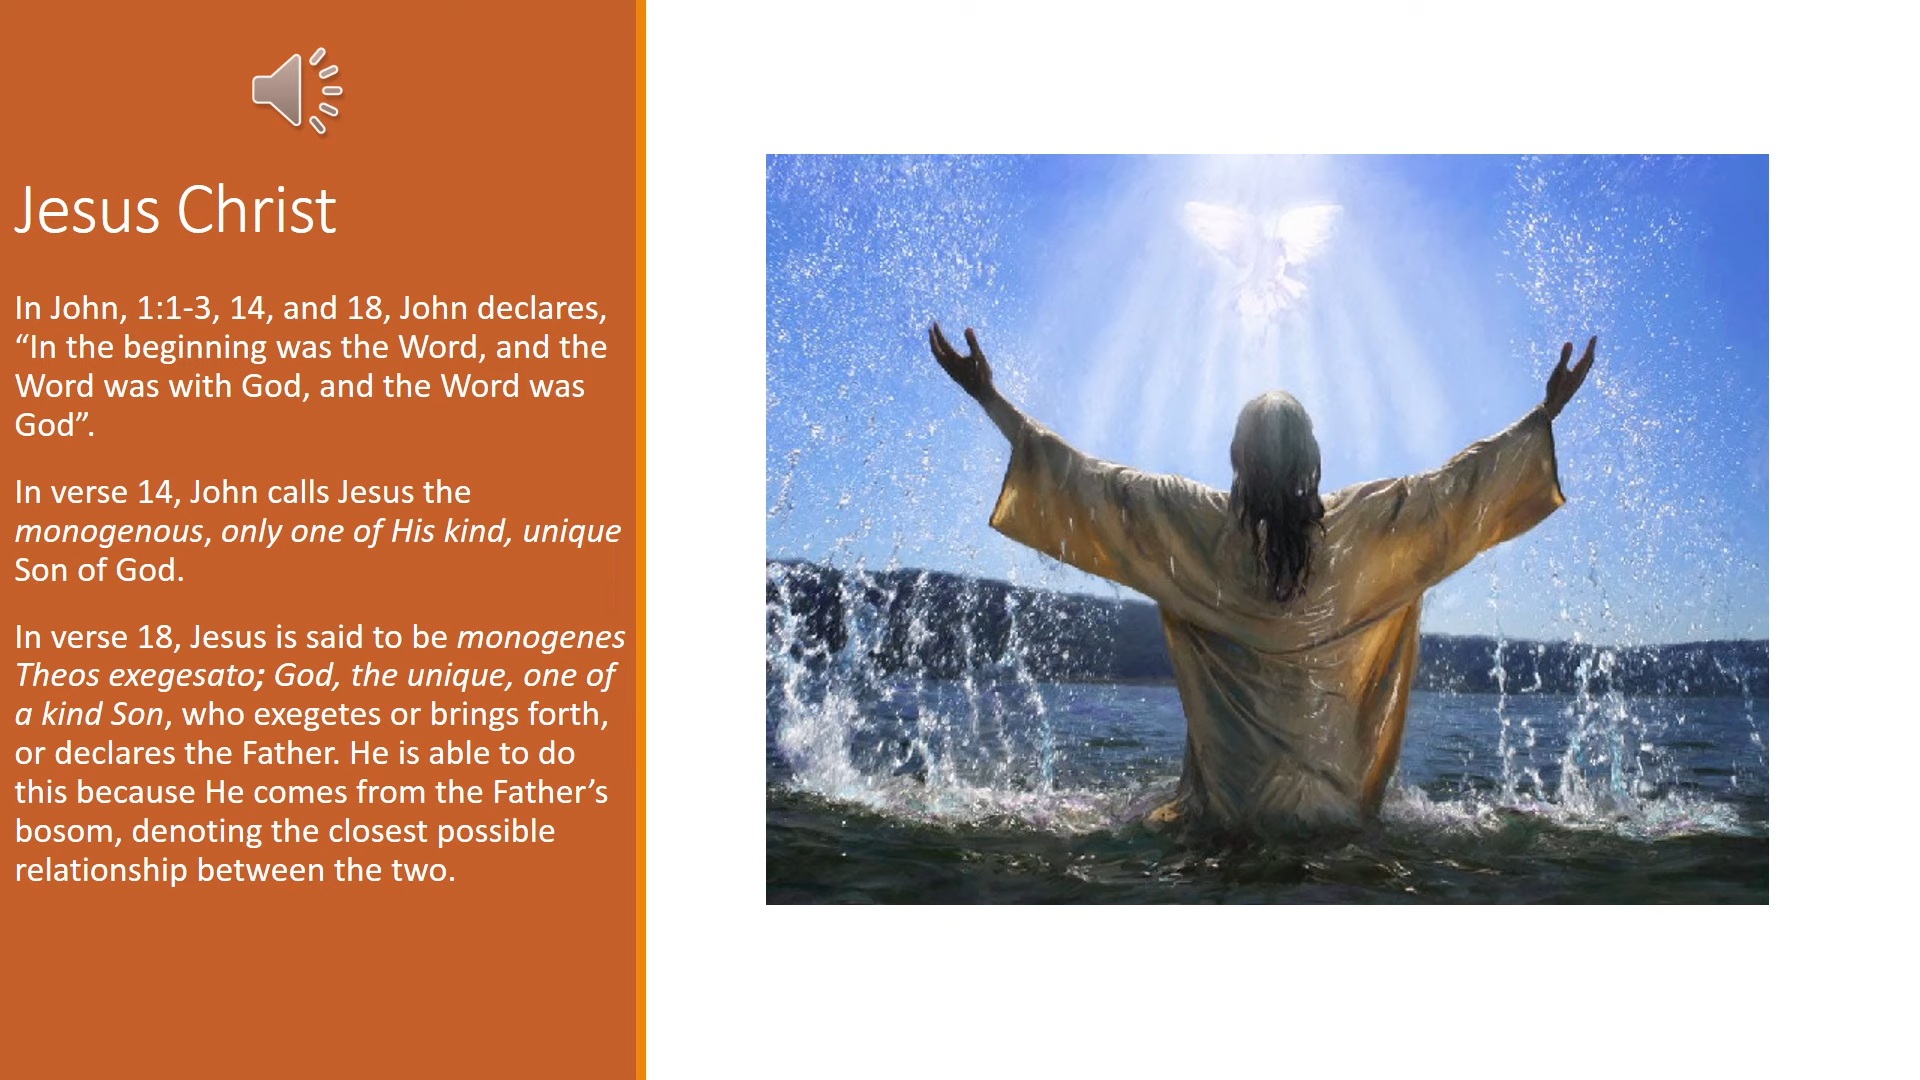 Jesus Christ
In John, 1:1-3, 14, and 18, John declares,
“In the beginning was the Word, and the
Word was with God, and the Word was
God”.
In verse 14, John calls Jesus the
monogenous, only one of His kind, unique
Son of God.
In verse 18, Jesus is said to be monogenes
Theos exegesato; God, the unique, one of
a kind Son, who exegetes or brings forth,
or declares the Father. He is able to do
this because He comes from the Father’s
bosom, denoting the closest possible
relationship between the two.